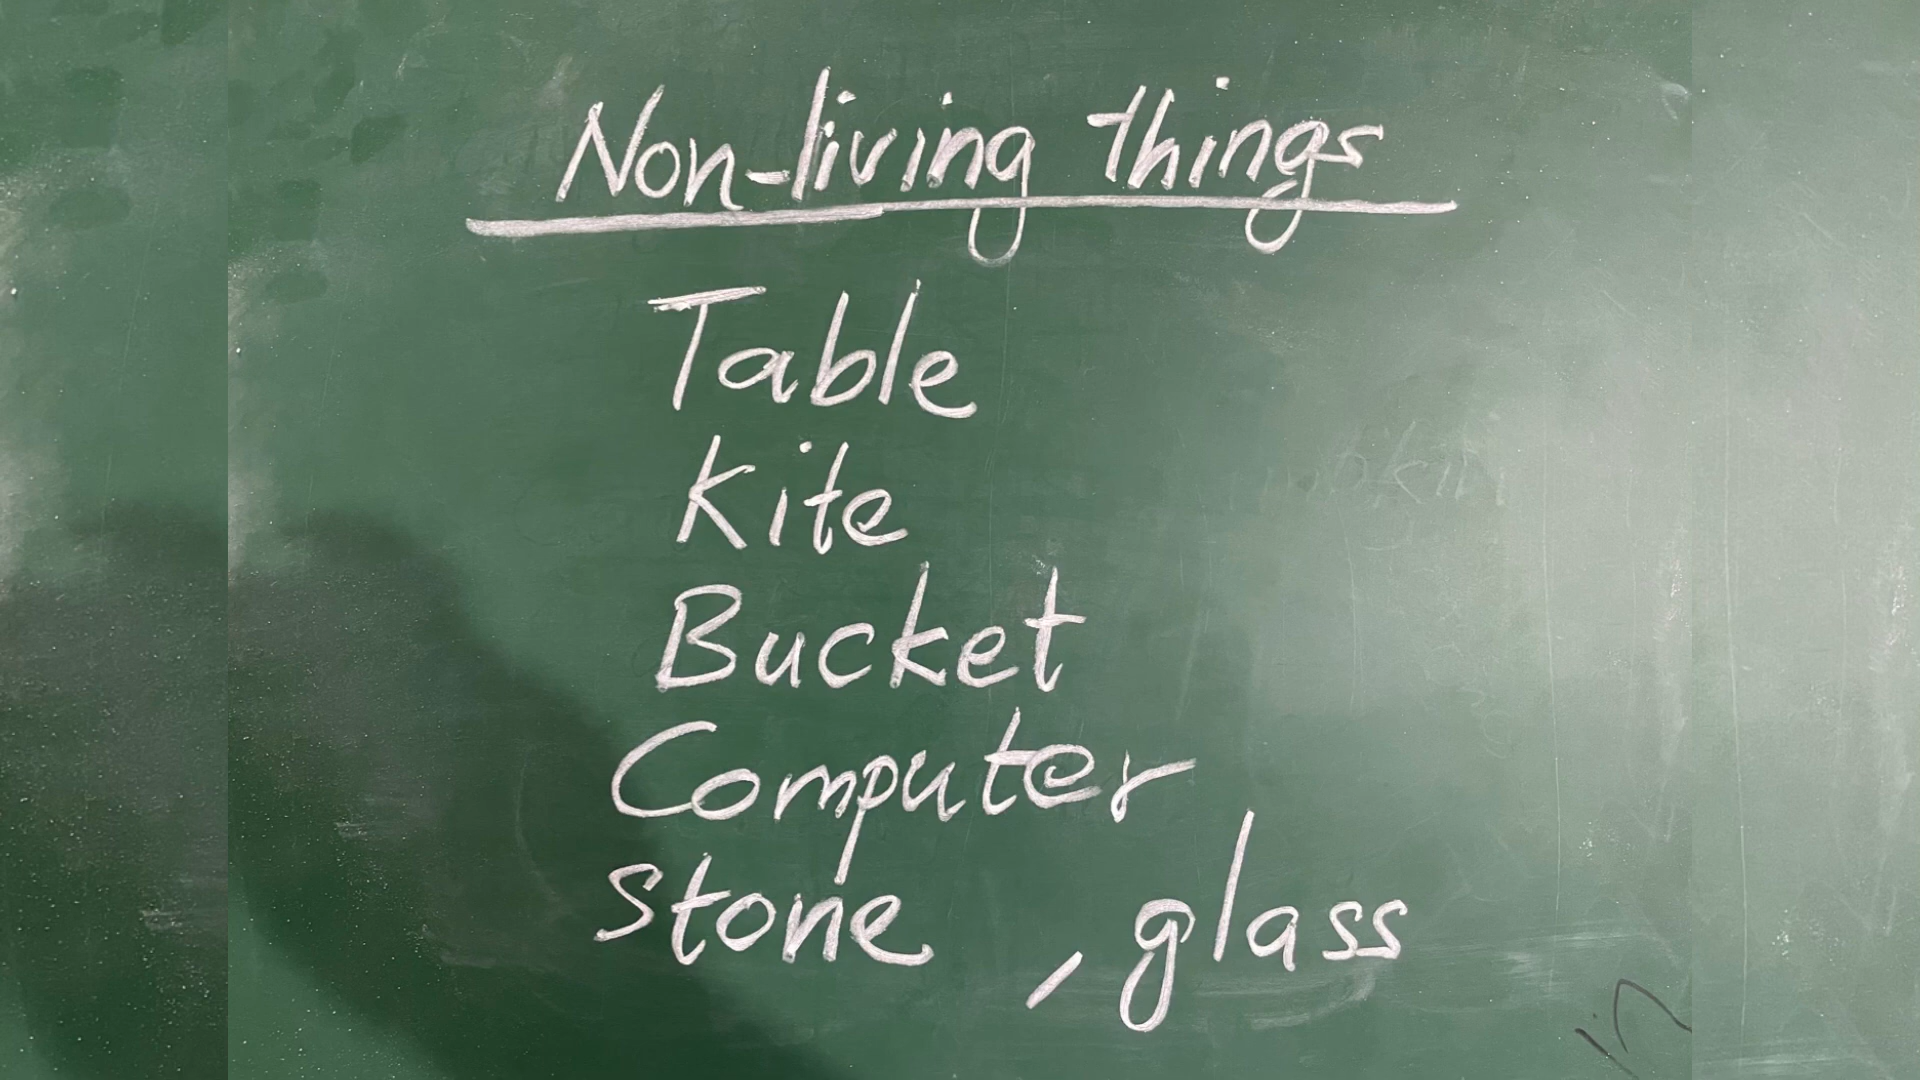 Non-living things
Table
Kite
Bucket
Computer
Stone , glass